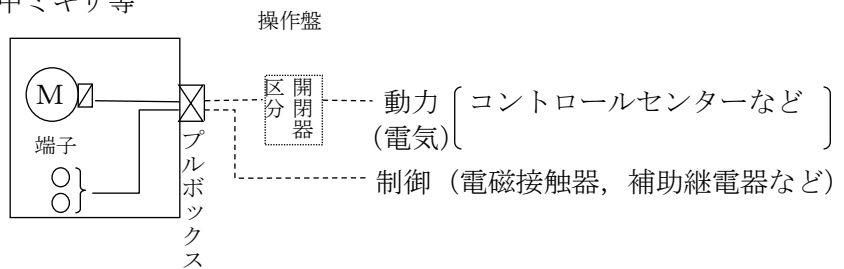 水中ミキサ等
操作盤
M
端子
プルボックス
区分
開閉器
動力
(電気)
コントロールセンターなど
制御（電磁接触器，補助継電器など）